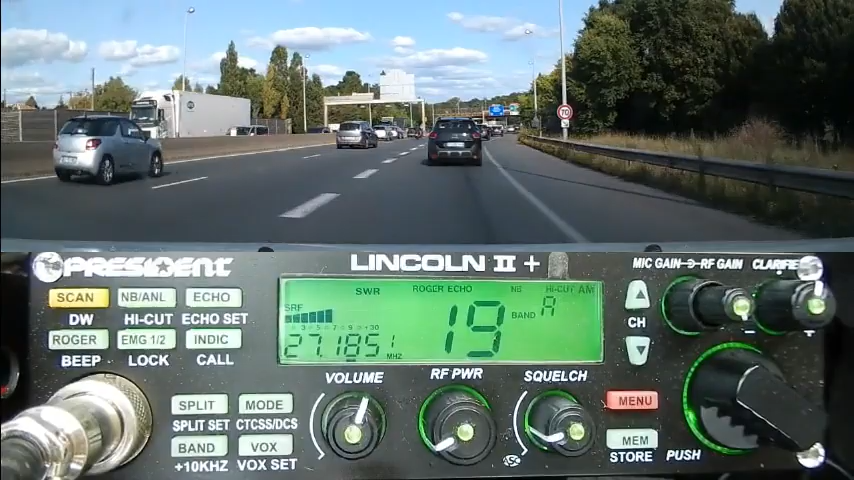 70
PRESIDENT
LINCOLN II +
MIC GAIN RF GAIN CLARIFIER
SCAN NB/ANL ECHO
DW HI-CUT ECHO SET
ROGER EMG 1/2 INDIC
BEEP LOCK CALL
SWR ROGER ECHO NB HI-CUT AM
SRF
19 BAND A
27.185 MHZ
CH
VOLUME RF PWR SQUELCH
SPLIT MODE
SPLIT SET CTCSS/DCS
BAND VOX
+10KHZ VOX SET
ASC
MENU
MEM
STORE PUSH